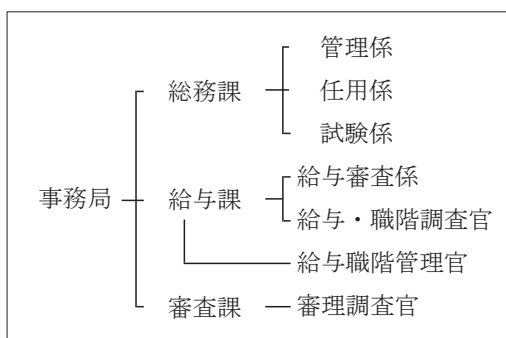 管理係
総務課
任用係
試験係
給与審査係
事務局
給与課
給与・職階調査官
給与職階管理官
審査課
審理調査官